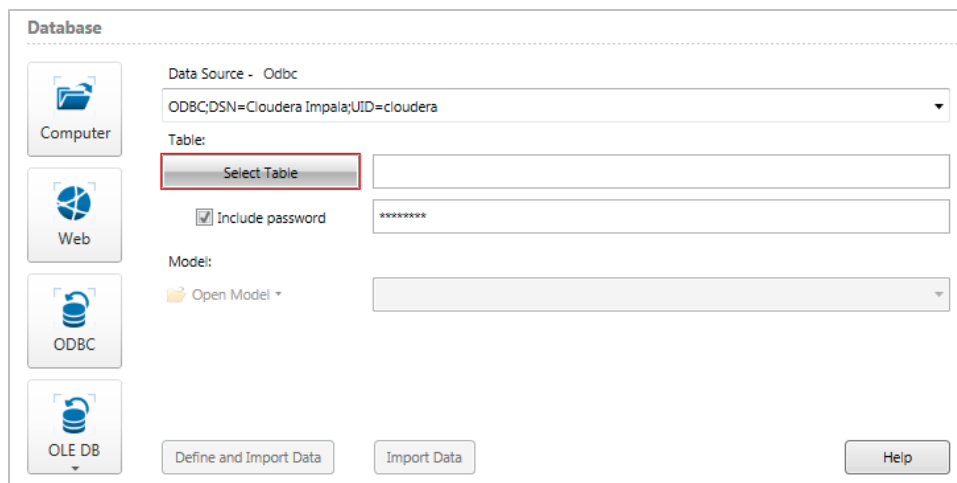 Database
Data Source - Odbc
Computer
ODBC;DSN=Cloudera Impala;UID=cloudera
Table:
Select Table
Web
Include password
********
Model:
Open Model
ODBC
OLE DB
Define and Import Data
Import Data
Help